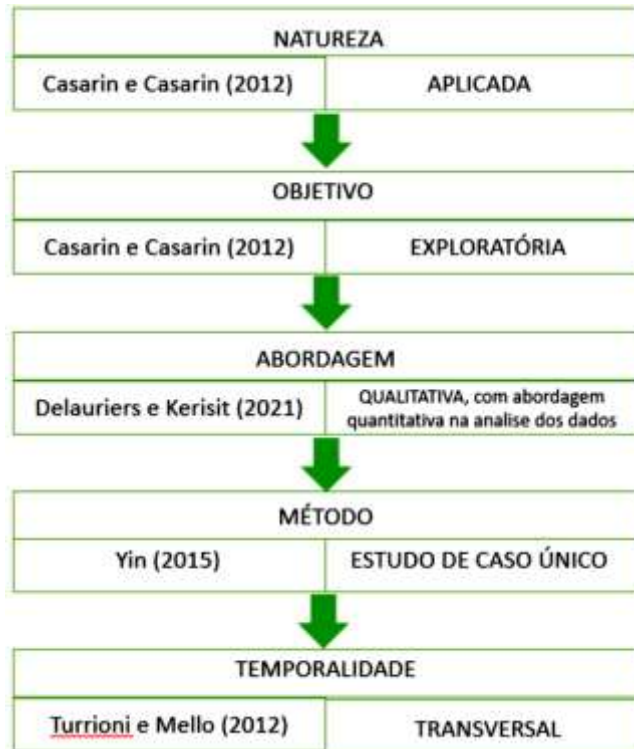 NATUREZA
Casarin e Casarin (2012) APLICADA
OBJETIVO
Casarin e Casarin (2012) EXPLORATÓRIA
ABORDAGEM
Delauriers e Kerisit (2021) QUALITATIVA, com abordagem
quantitativa na analise dos dados
MÉTODO
Yin (2015) ESTUDO DE CASO ÚNICO
TEMPORALIDADE
Turrioni e Mello (2012) TRANSVERSAL